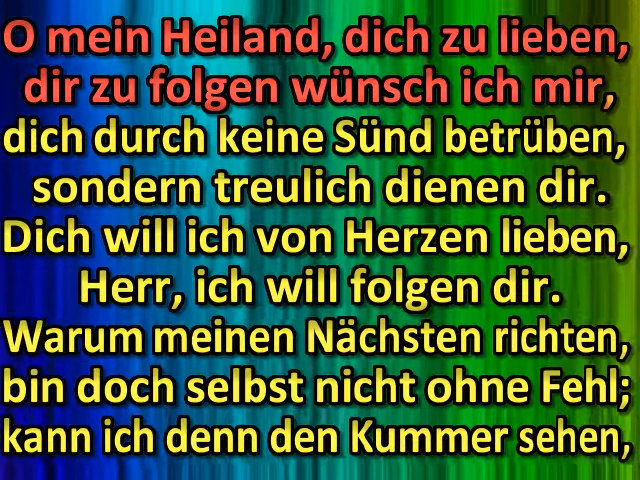 O mein Heiland, dich zu lieben,
dir zu folgen wünsch ich mir,
dich durch keine Sünd betrüben,
sondern treulich dienen dir.
Dich will ich von Herzen lieben,
Herr, ich will folgen dir.
Warum meinen Nächsten richten,
bin doch selbst nicht ohne Fehl;
kann ich denn den Kummer sehen,